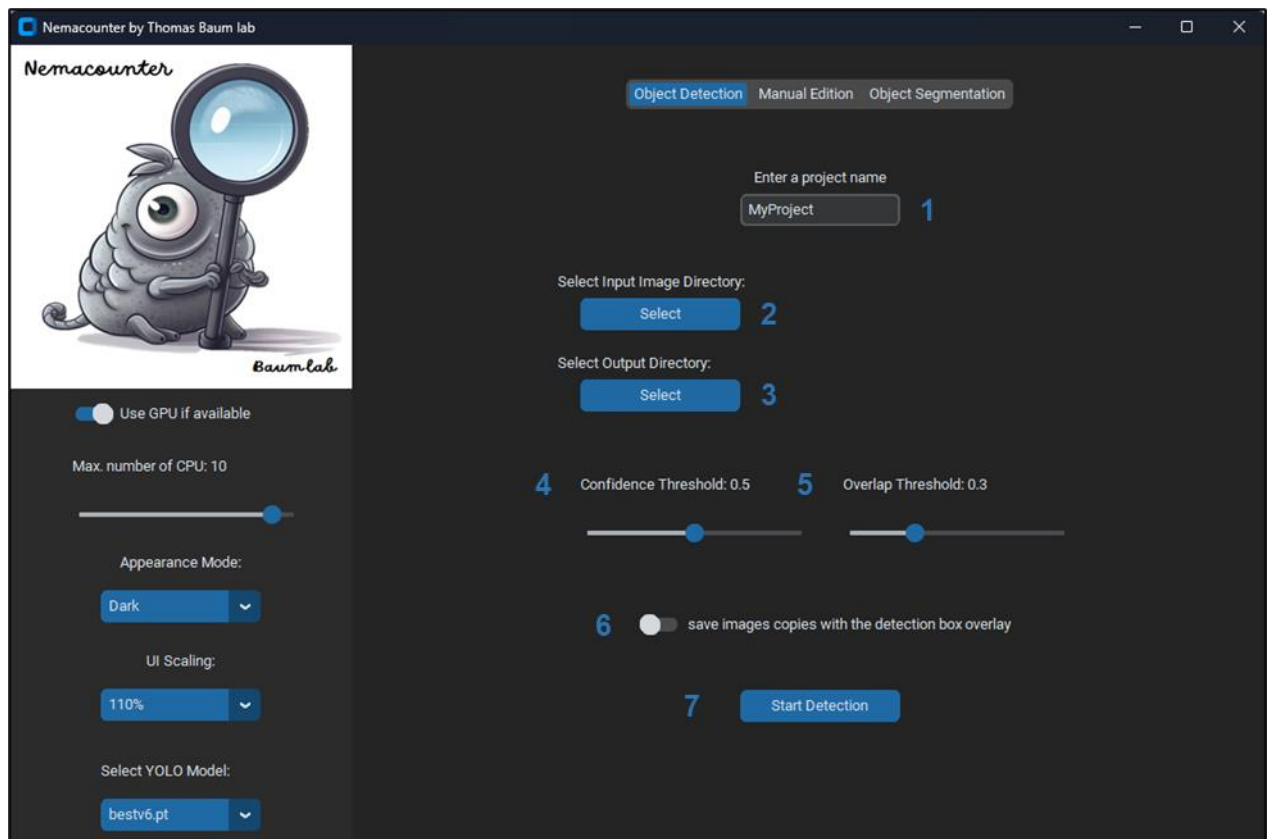 Nemacounter by Thomas Baum lab
Nemacounter
Baumlab
Use GPU if available
Max. number of CPU: 10
Appearance Mode:
Dark
UI Scaling:
110%
Select YOLO Model:
bestv6.pt
Object Detection Manual Edition Object Segmentation
Enter a project name
MyProject 1
Select Input Image Directory:
Select 2
Select Output Directory:
Select 3
4 Confidence Threshold: 0.5 5 Overlap Threshold: 0.3
6 save images copies with the detection box overlay
7 Start Detection